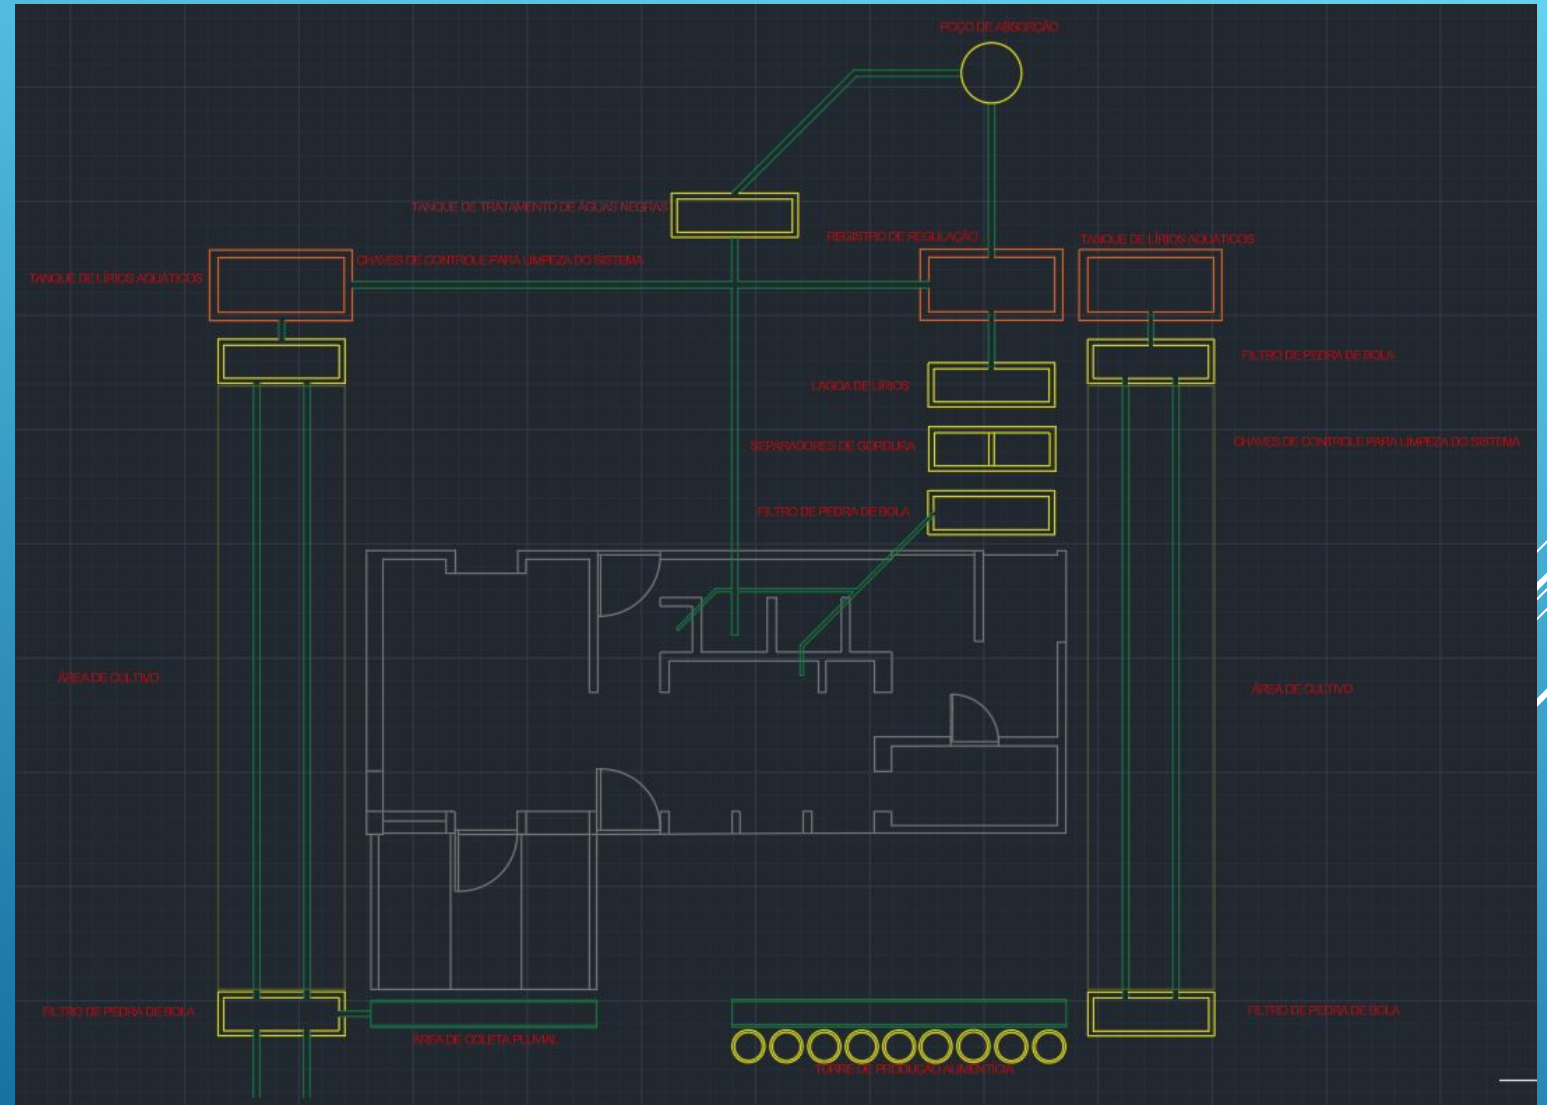 POÇO DE ABSORÇÃO
TANQUE DE TRATAMENTO DE ÁGUAS NEGRAS
REGISTRO DE REGULAÇÃO
TANQUE DE LÍRIOS AQUÁTICOS
CHAVES DE CONTROLE PARA LIMPEZA DO SISTEMA
TANQUE DE LÍRIOS AQUÁTICOS
FILTRO DE PEDRA DE BOLA
LAGOA DE LÍRIOS
CHAVES DE CONTROLE PARA LIMPEZA DO SISTEMA
SEPARADORES DE GORDURA
FILTRO DE PEDRA DE BOLA
ÁREA DE CULTIVO
ÁREA DE CULTIVO
FILTRO DE PEDRA DE BOLA
FILTRO DE PEDRA DE BOLA
ÁREA DE COLETA PLUVIAL
TORRE DE PRODUÇÃO ALIMENTÍCIA